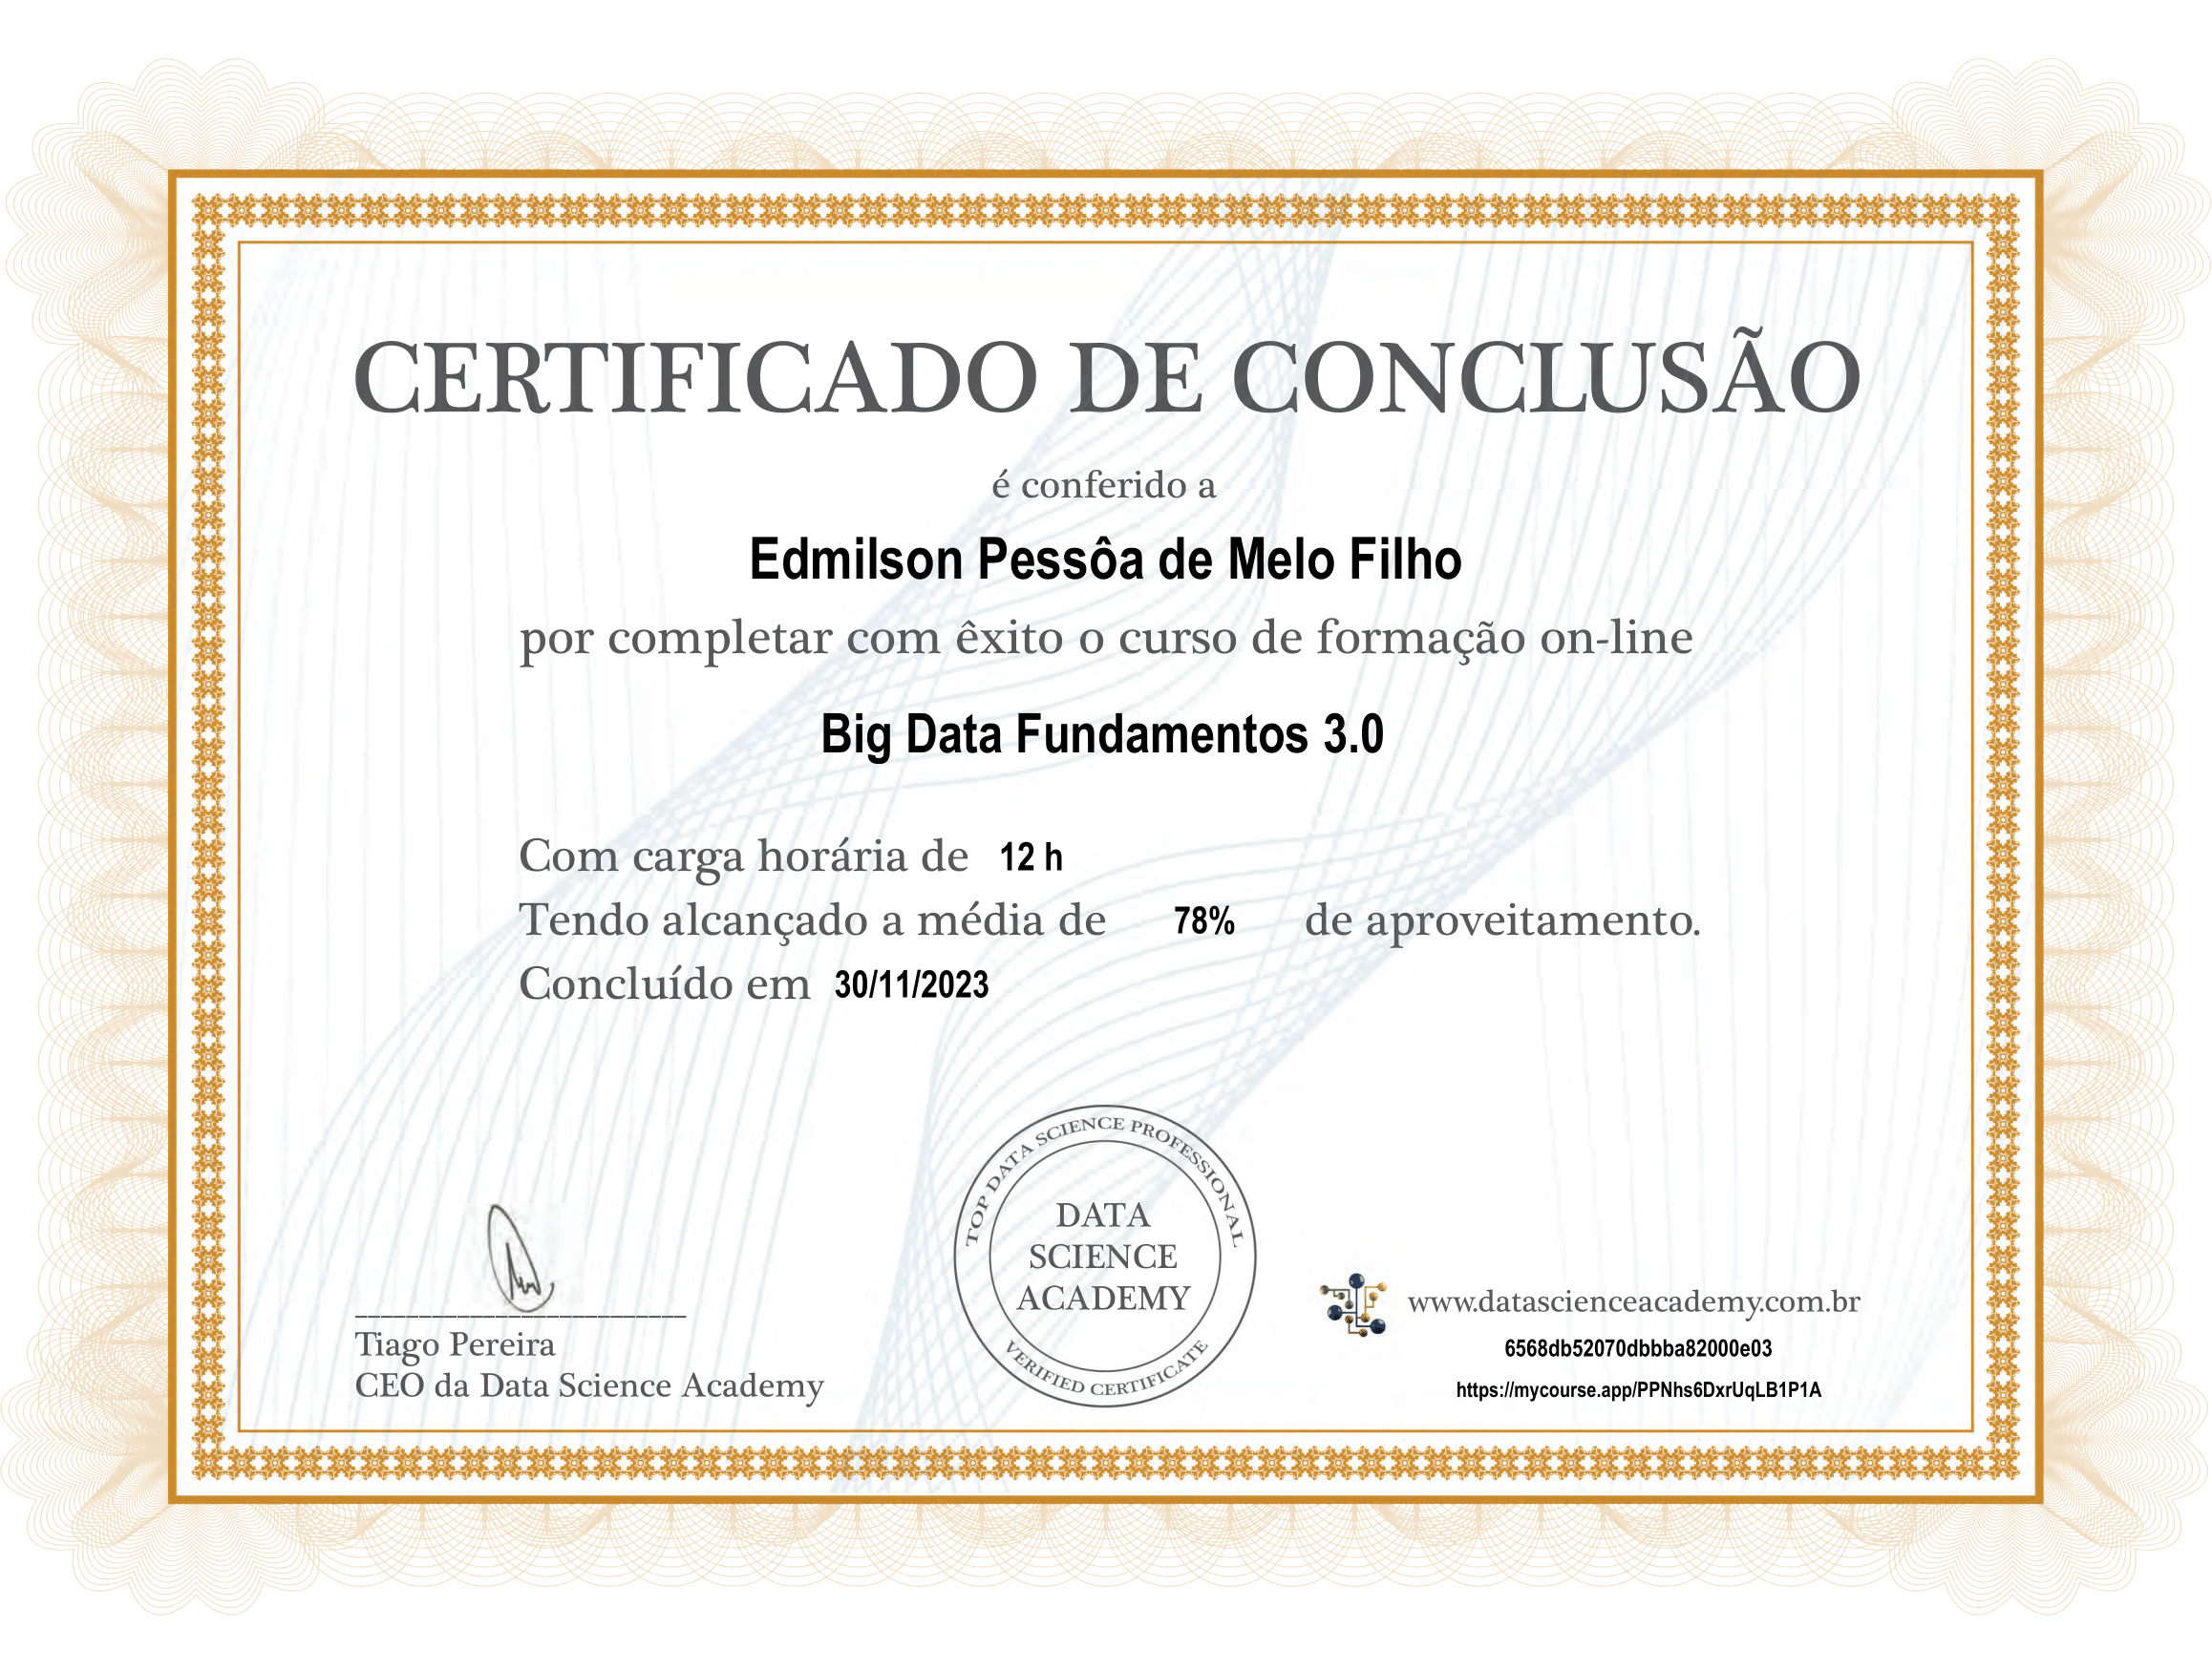 CERTIFICADO DE CONCLUSÃO
é conferido a
Edmilson Pessôa de Melo Filho
por completar com êxito o curso de formação on-line
Big Data Fundamentos 3.0
Com carga horária de 12 h
Tendo alcançado a média de 78% de aproveitamento.
Concluído em 30/11/2023
Tiago Pereira
CEO da Data Science Academy
TOP DATA SCIENCE PROFESSIONAL
DATA
SCIENCE
ACADEMY
VERIFIED CERTIFICATE
www.datascienceacademy.com.br
6568db52070dbbba82000e03
https://mycourse.app/PPNhs6DxrUqLB1P1A